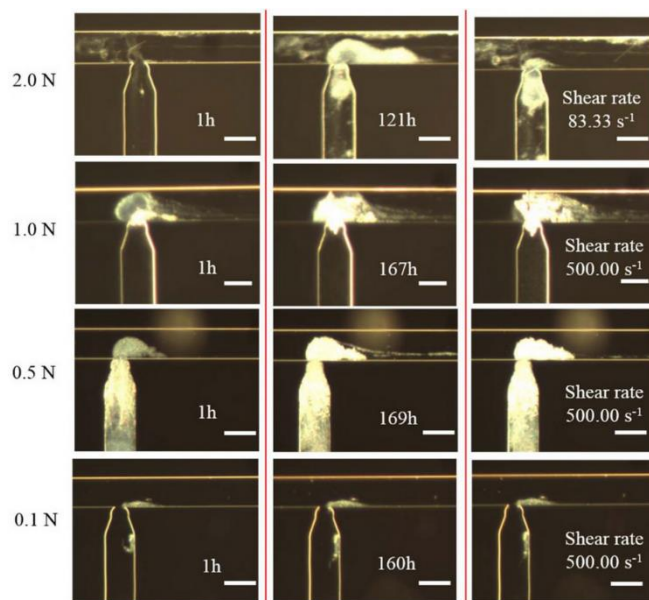 2.0 N
1h
121h
Shear rate
83.33 s⁻¹
1.0 N
1h
167h
Shear rate
500.00 s⁻¹
0.5 N
1h
169h
Shear rate
500.00 s⁻¹
0.1 N
1h
160h
Shear rate
500.00 s⁻¹